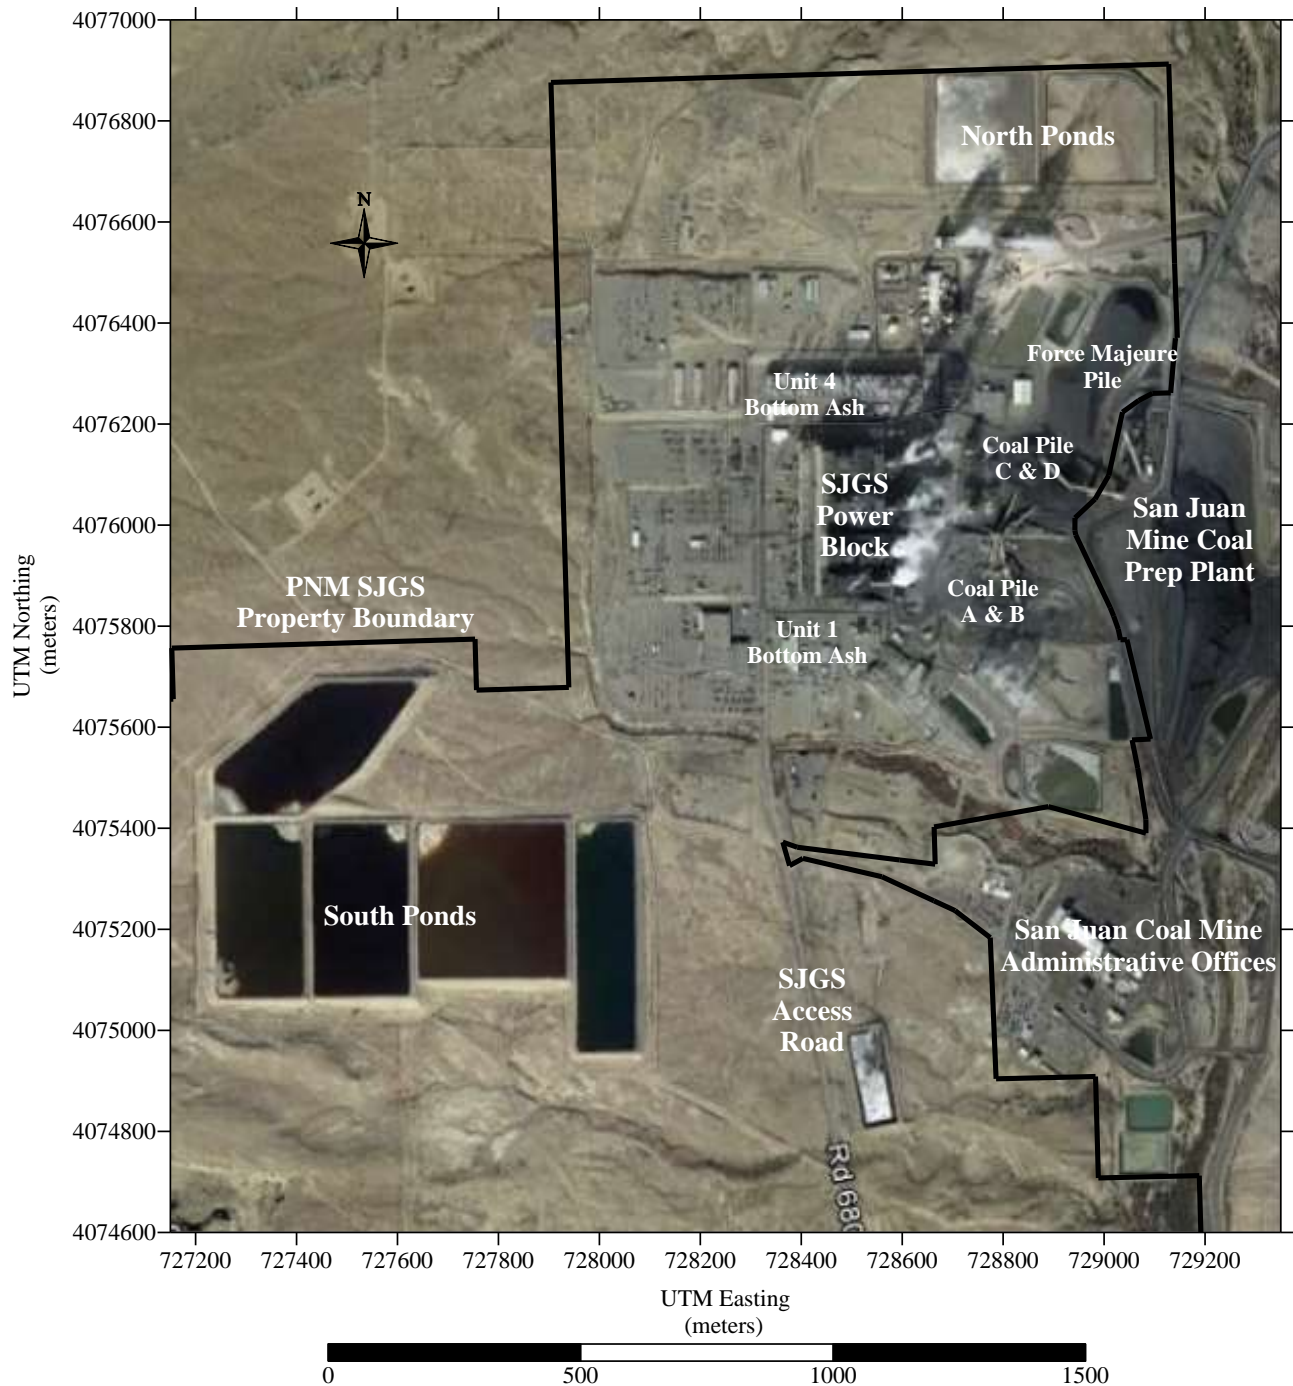 4077000
4076800
4076600
4076400
4076200
4076000
4075800
4075600
4075400
4075200
4075000
4074800
4074600
UTM Northing
(meters)
N
North Ponds
Force Majeure
Pile
Unit 4
Bottom Ash
Coal Pile
C & D
SJGS
Power
Block
San Juan
Mine Coal
Prep Plant
PNM SJGS
Property Boundary
Coal Pile
A & B
Unit 1
Bottom Ash
South Ponds
San Juan Coal Mine
Administrative Offices
SJGS
Access
Road
Rd 680
727200 727400 727600 727800 728000 728200 728400 728600 728800 729000 729200
UTM Easting
(meters)
0 500 1000 1500